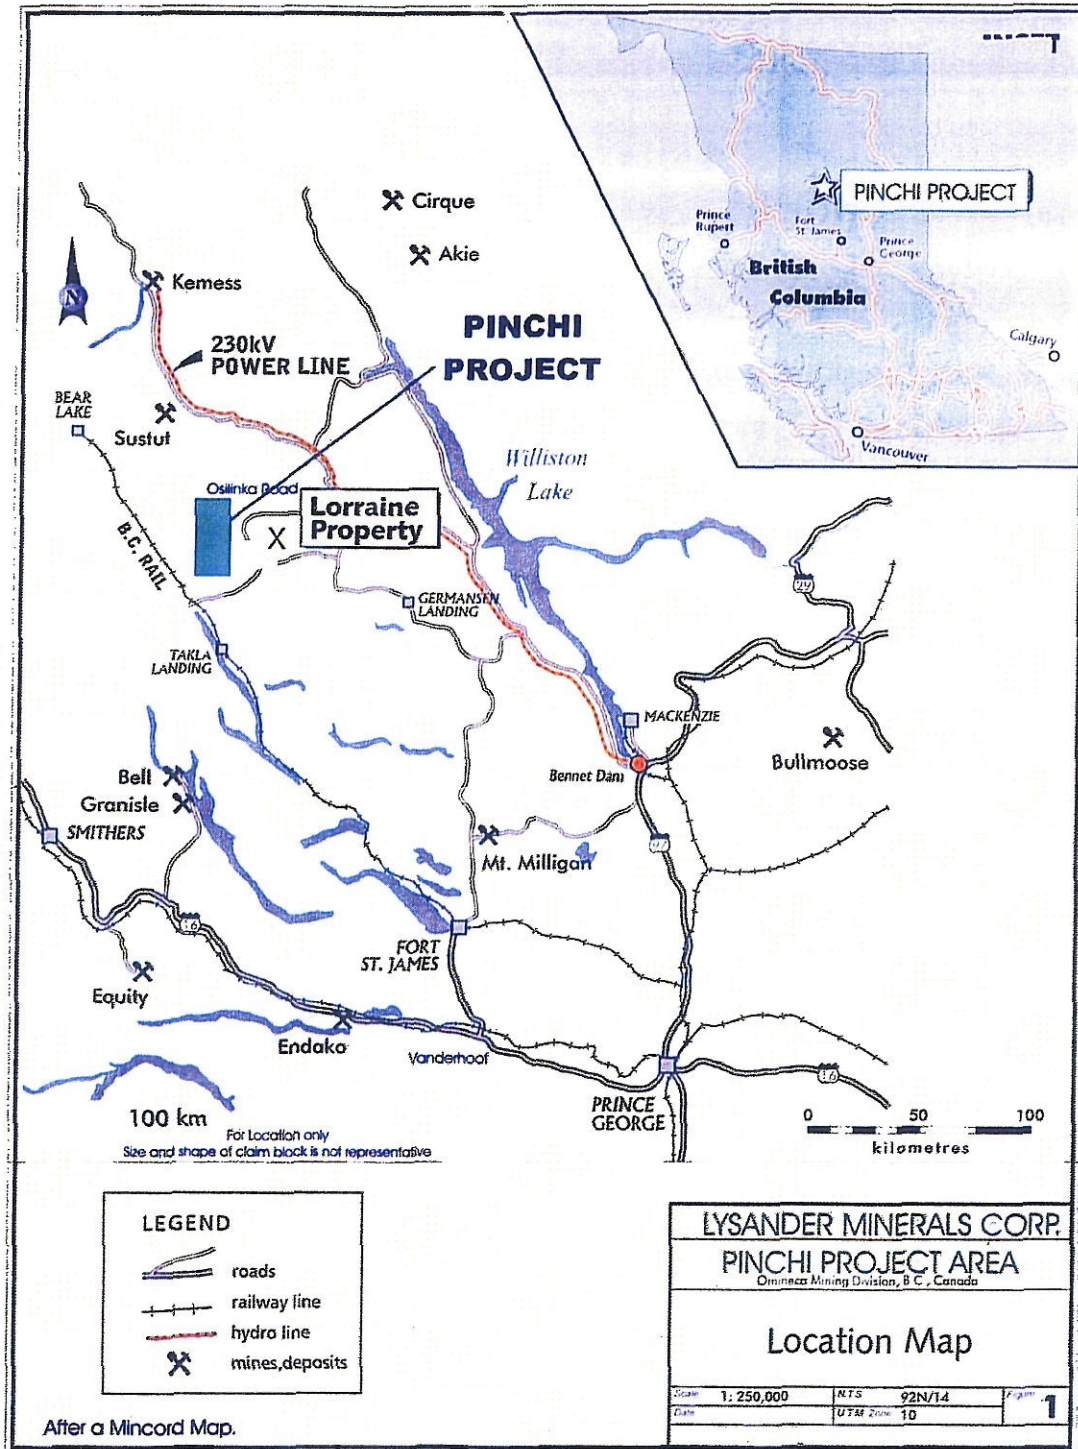 PINCHI PROJECT
Prince
Rupert
Fort
St. James
Prince
George
British
Columbia
Calgary
Vancouver
Cirque
Akie
N
Kemess
PINCHI
PROJECT
230kV
POWER LINE
BEAR
LAKE
Sustut
Williston
Lake
Osilinka Road
Lorraine
Property
X
B.C. RAIL
29
GERMANSEN
LANDING
TAKLA
LANDING
MACKENZIE
Bullmoose
Bell
Bennet Dam
Granisle
SMITHERS
97
Mt. Milligan
16
FORT
ST. JAMES
Equity
Endako
Vanderhoof
16
PRINCE
GEORGE
100 km
0 50 100
kilometres
For Location only
Size and shape of claim block is not representative
LEGEND
roads
railway line
hydro line
mines,deposits
LYSANDER MINERALS CORP.
PINCHI PROJECT AREA
Omineca Mining Division, B.C., Canada
Location Map
Scale 1: 250,000 N.T.S 92N/14 Figure 1
Date UTM Zone 10
After a Mincord Map.